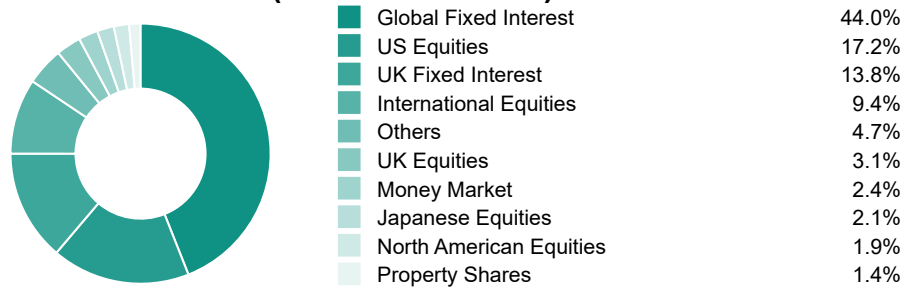 Global Fixed Interest 44.0%
US Equities 17.2%
UK Fixed Interest 13.8%
International Equities 9.4%
Others 4.7%
UK Equities 3.1%
Money Market 2.4%
Japanese Equities 2.1%
North American Equities 1.9%
Property Shares 1.4%